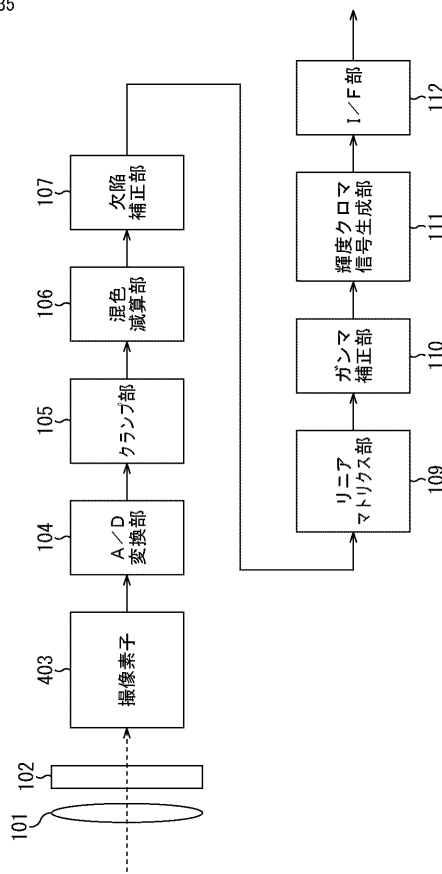 35
101
102
403
撮像素子
104
A/D
変換部
105
クランプ部
106
混色
減算部
107
欠陥
補正部
109
リニア
マトリクス部
110
ガンマ
補正部
111
輝度クロマ
信号生成部
112
I/F部